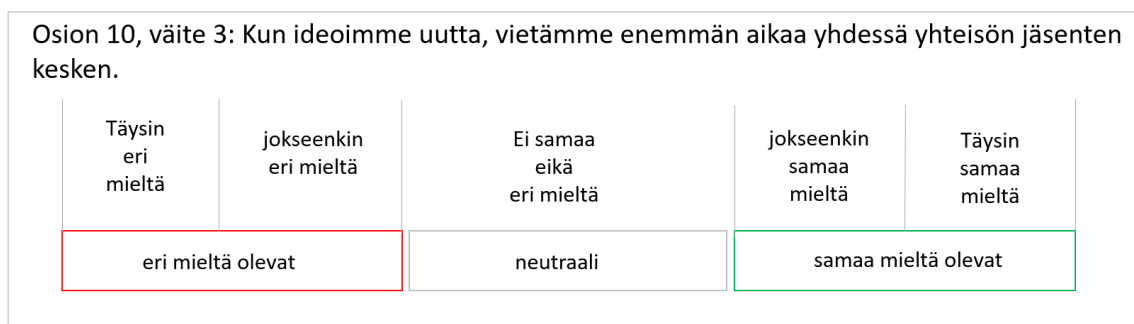 Osion 10, väite 3: Kun ideoimme uutta, vietämme enemmän aikaa yhdessä yhteisön jäsenten
kesken.
Täysin
eri
mieltä
jokseenkin
eri mieltä
Ei samaa
eikä
eri mieltä
jokseenkin
samaa
mieltä
Täysin
samaa
mieltä
eri mieltä olevat
neutraali
samaa mieltä olevat